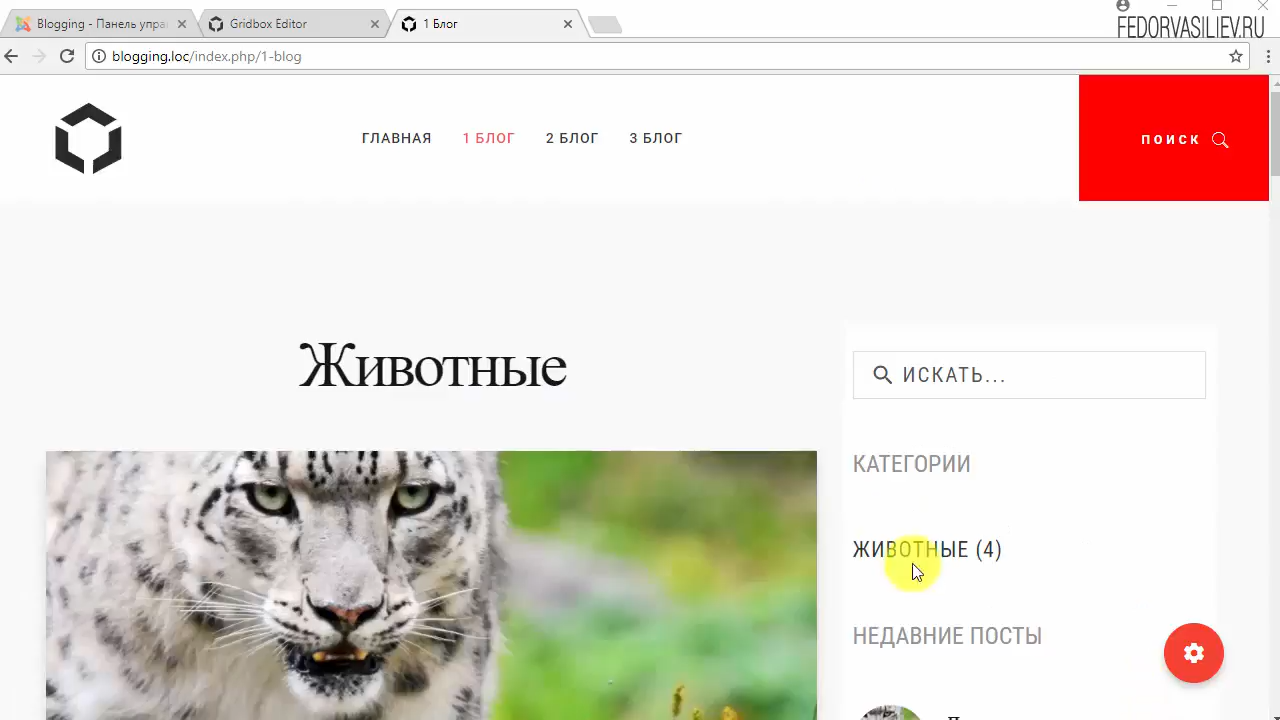 Blogging - Панель упра
Gridbox Editor
1 Блог
FEDORVASILIEV.RU
blogging.loc/index.php/1-blog
ГЛАВНАЯ 1 БЛОГ 2 БЛОГ 3 БЛОГ
ПОИСК
Животные
ИСКАТЬ...
КАТЕГОРИИ
ЖИВОТНЫЕ (4)
НЕДАВНИЕ ПОСТЫ